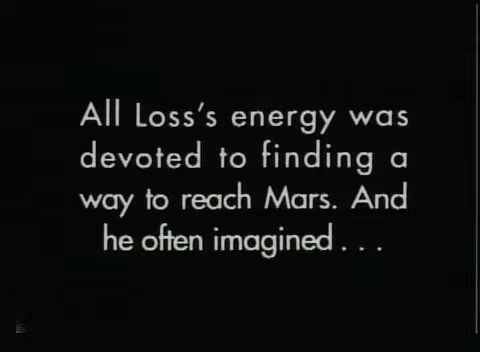 All Loss's energy was
devoted to finding a
way to reach Mars. And
he often imagined...